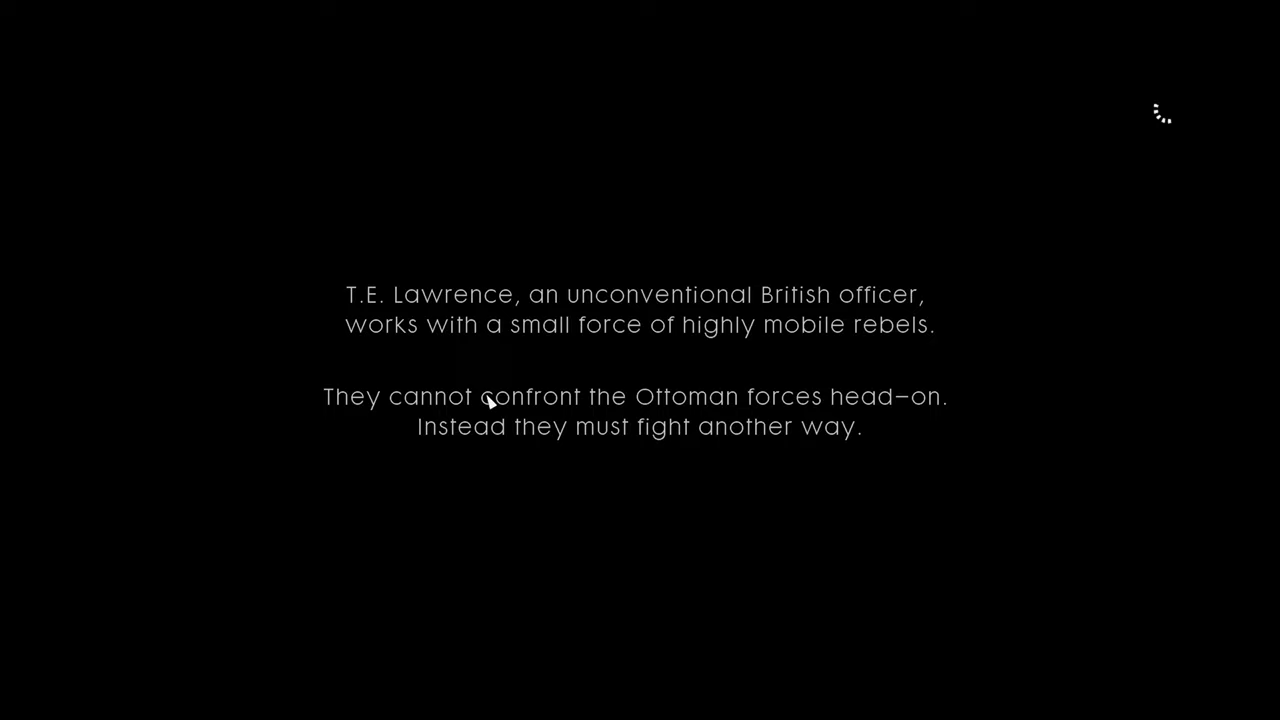 T.E. Lawrence, an unconventional British officer,
works with a small force of highly mobile rebels.
They cannot confront the Ottoman forces head-on.
Instead they must fight another way.